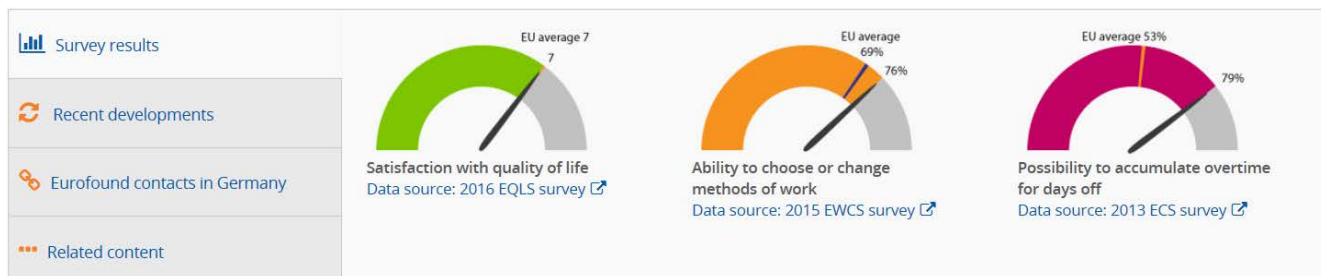 Survey results
Recent developments
Eurofound contacts in Germany
Related content
EU average 7
7
Satisfaction with quality of life
Data source: 2016 EQLS survey
EU average
69%
76%
Ability to choose or change
methods of work
Data source: 2015 EWCS survey
EU average 53%
79%
Possibility to accumulate overtime
for days off
Data source: 2013 ECS survey